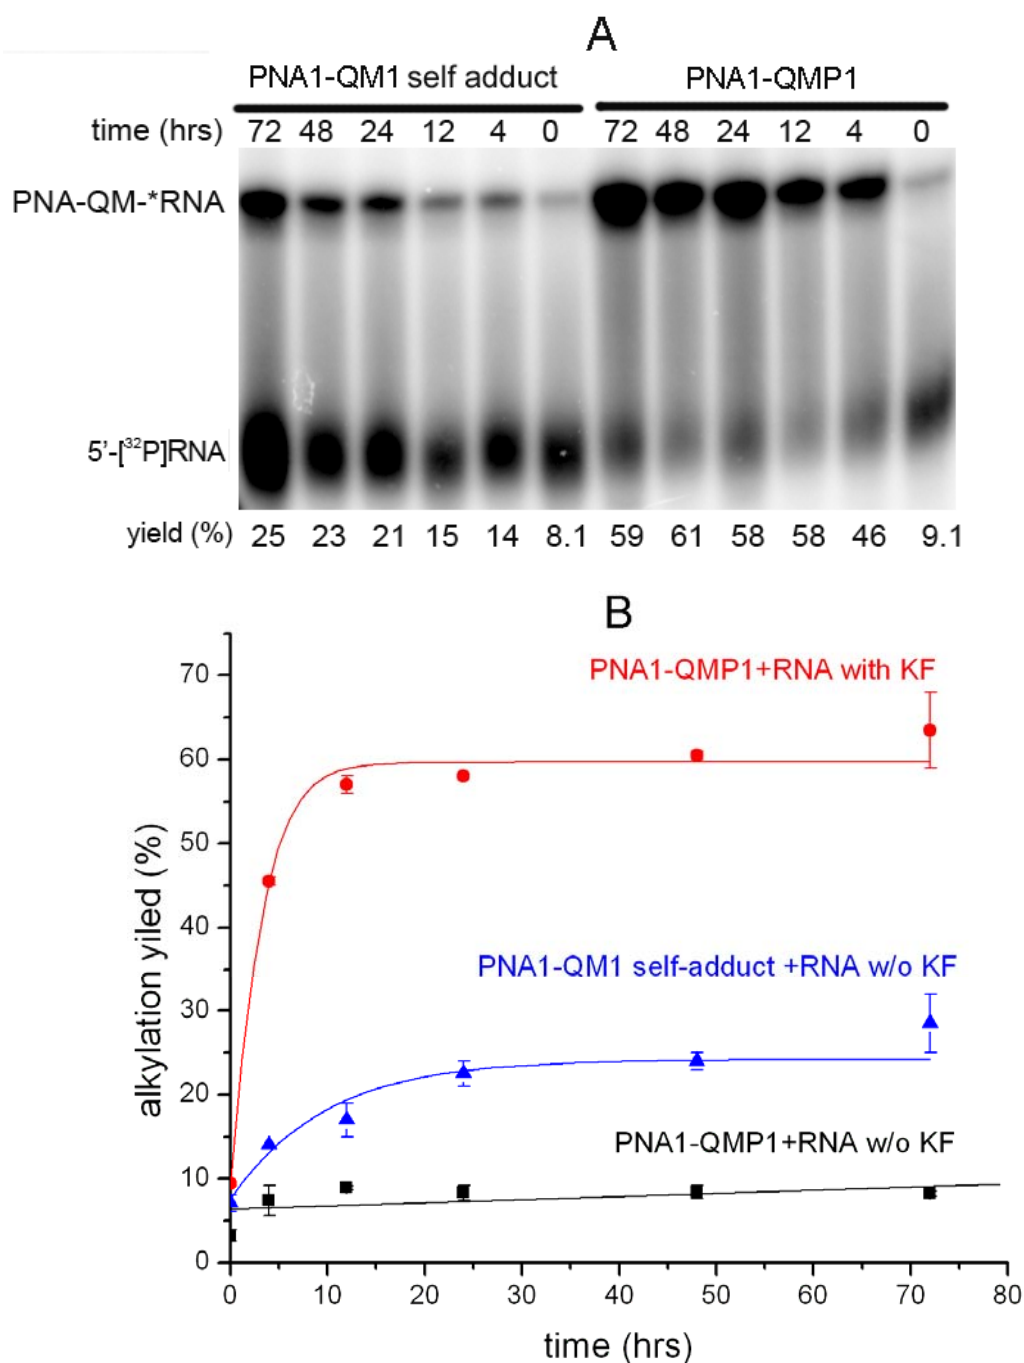 A
PNA1-QM1 self adduct PNA1-QMP1
time (hrs) 72 48 24 12 4 0 72 48 24 12 4 0
PNA-QM-*RNA
5'-[³²P]RNA
yield (%) 25 23 21 15 14 8.1 59 61 58 58 46 9.1
B
PNA1-QMP1+RNA with KF
PNA1-QM1 self-adduct +RNA w/o KF
PNA1-QMP1+RNA w/o KF
alkylation yiled (%)
70
60
50
40
30
20
10
0
0 10 20 30 40 50 60 70 80
time (hrs)